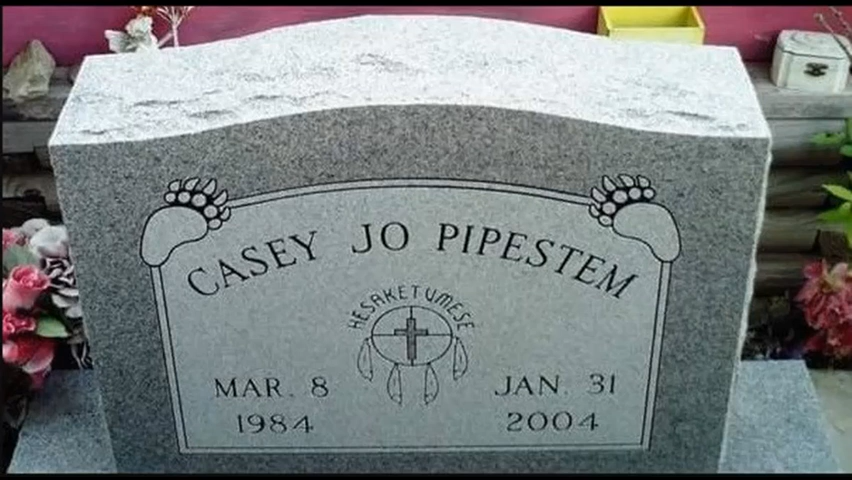 CASEY JO PIPESTEM
HESAKETUMESE
MAR. 8
1984
JAN. 31
2004